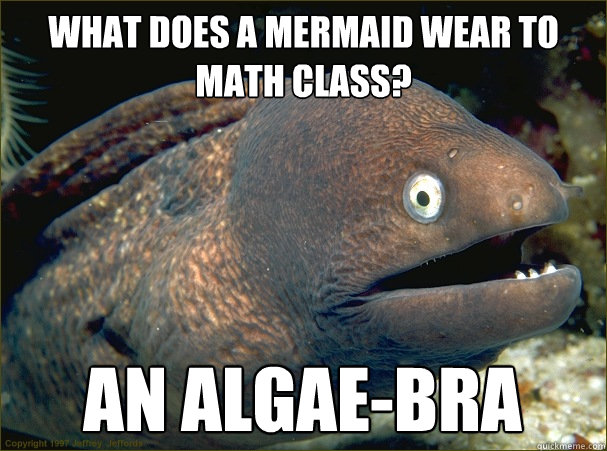 WHAT DOES A MERMAID WEAR TO
MATH CLASS?
AN ALGAE-BRA
Copyright 1997 Jeffrey Jeffords
quickmeme.com